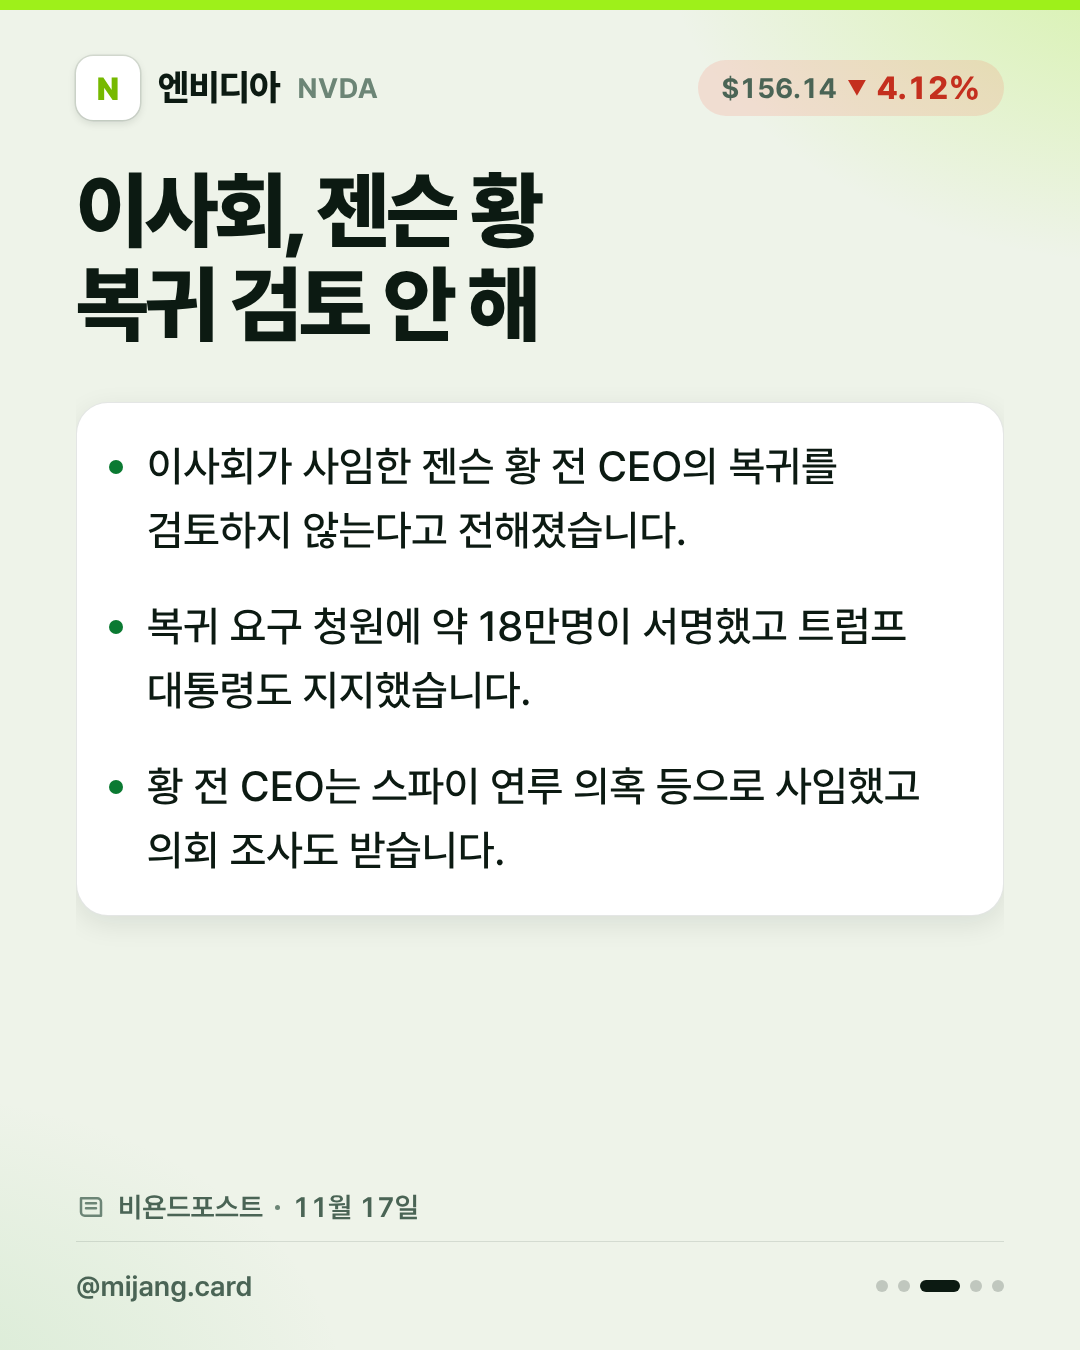 N 엔비디아 NVDA $156.14 ▼ 4.12%
이사회, 젠슨 황
복귀 검토 안 해
• 이사회가 사임한 젠슨 황 전 CEO의 복귀를
검토하지 않는다고 전해졌습니다.
• 복귀 요구 청원에 약 18만명이 서명했고 트럼프
대통령도 지지했습니다.
• 황 전 CEO는 스파이 연루 의혹 등으로 사임했고
의회 조사도 받습니다.
비욘드포스트 · 11월 17일
@mijang.card